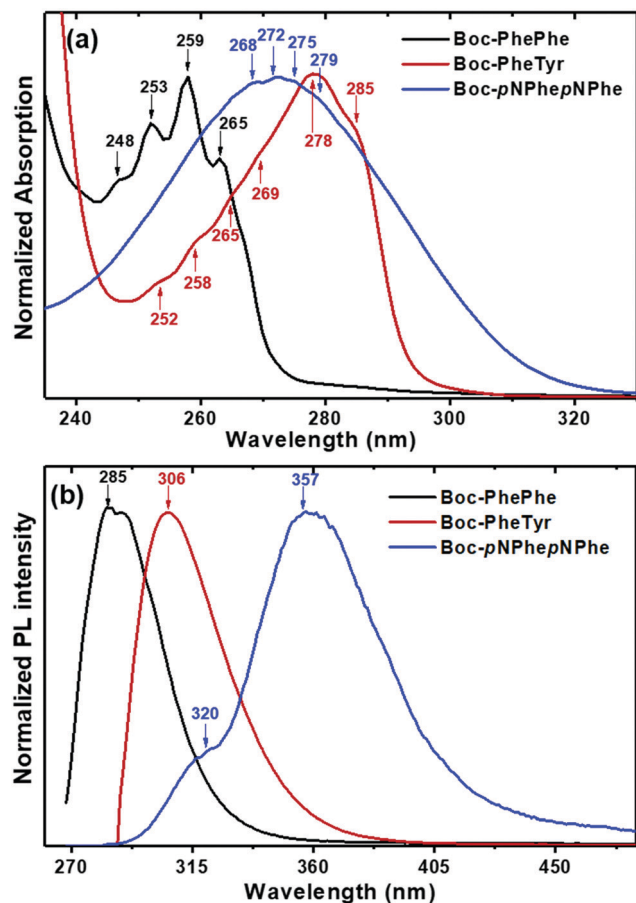 (a)
259
268
272
275
279
253
248
265
285
278
269
265
258
252
Boc-PhePhe
Boc-PheTyr
Boc-pNPhepNPhe
Normalized Absorption
240
260
280
300
320
Wavelength (nm)
(b)
285
306
357
320
Boc-PhePhe
Boc-PheTyr
Boc-pNPhepNPhe
Normalized PL intensity
270
315
360
405
450
Wavelength (nm)